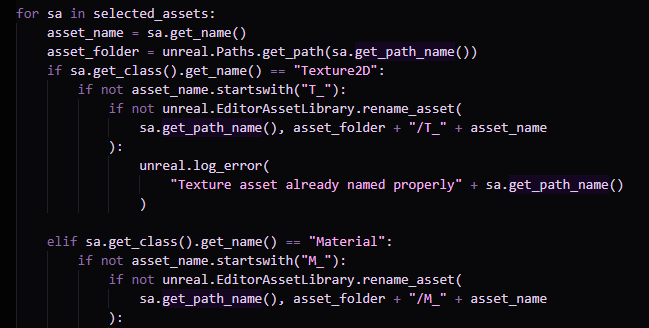 for sa in selected_assets:
    asset_name = sa.get_name()
    asset_folder = unreal.Paths.get_path(sa.get_path_name())
    if sa.get_class().get_name() == "Texture2D":
        if not asset_name.startswith("T_"):
            if not unreal.EditorAssetLibrary.rename_asset(
                sa.get_path_name(), asset_folder + "/T_" + asset_name
            ):
                unreal.log_error(
                    "Texture asset already named properly" + sa.get_path_name()
                )
    elif sa.get_class().get_name() == "Material":
        if not asset_name.startswith("M_"):
            if not unreal.EditorAssetLibrary.rename_asset(
                sa.get_path_name(), asset_folder + "/M_" + asset_name
            ):